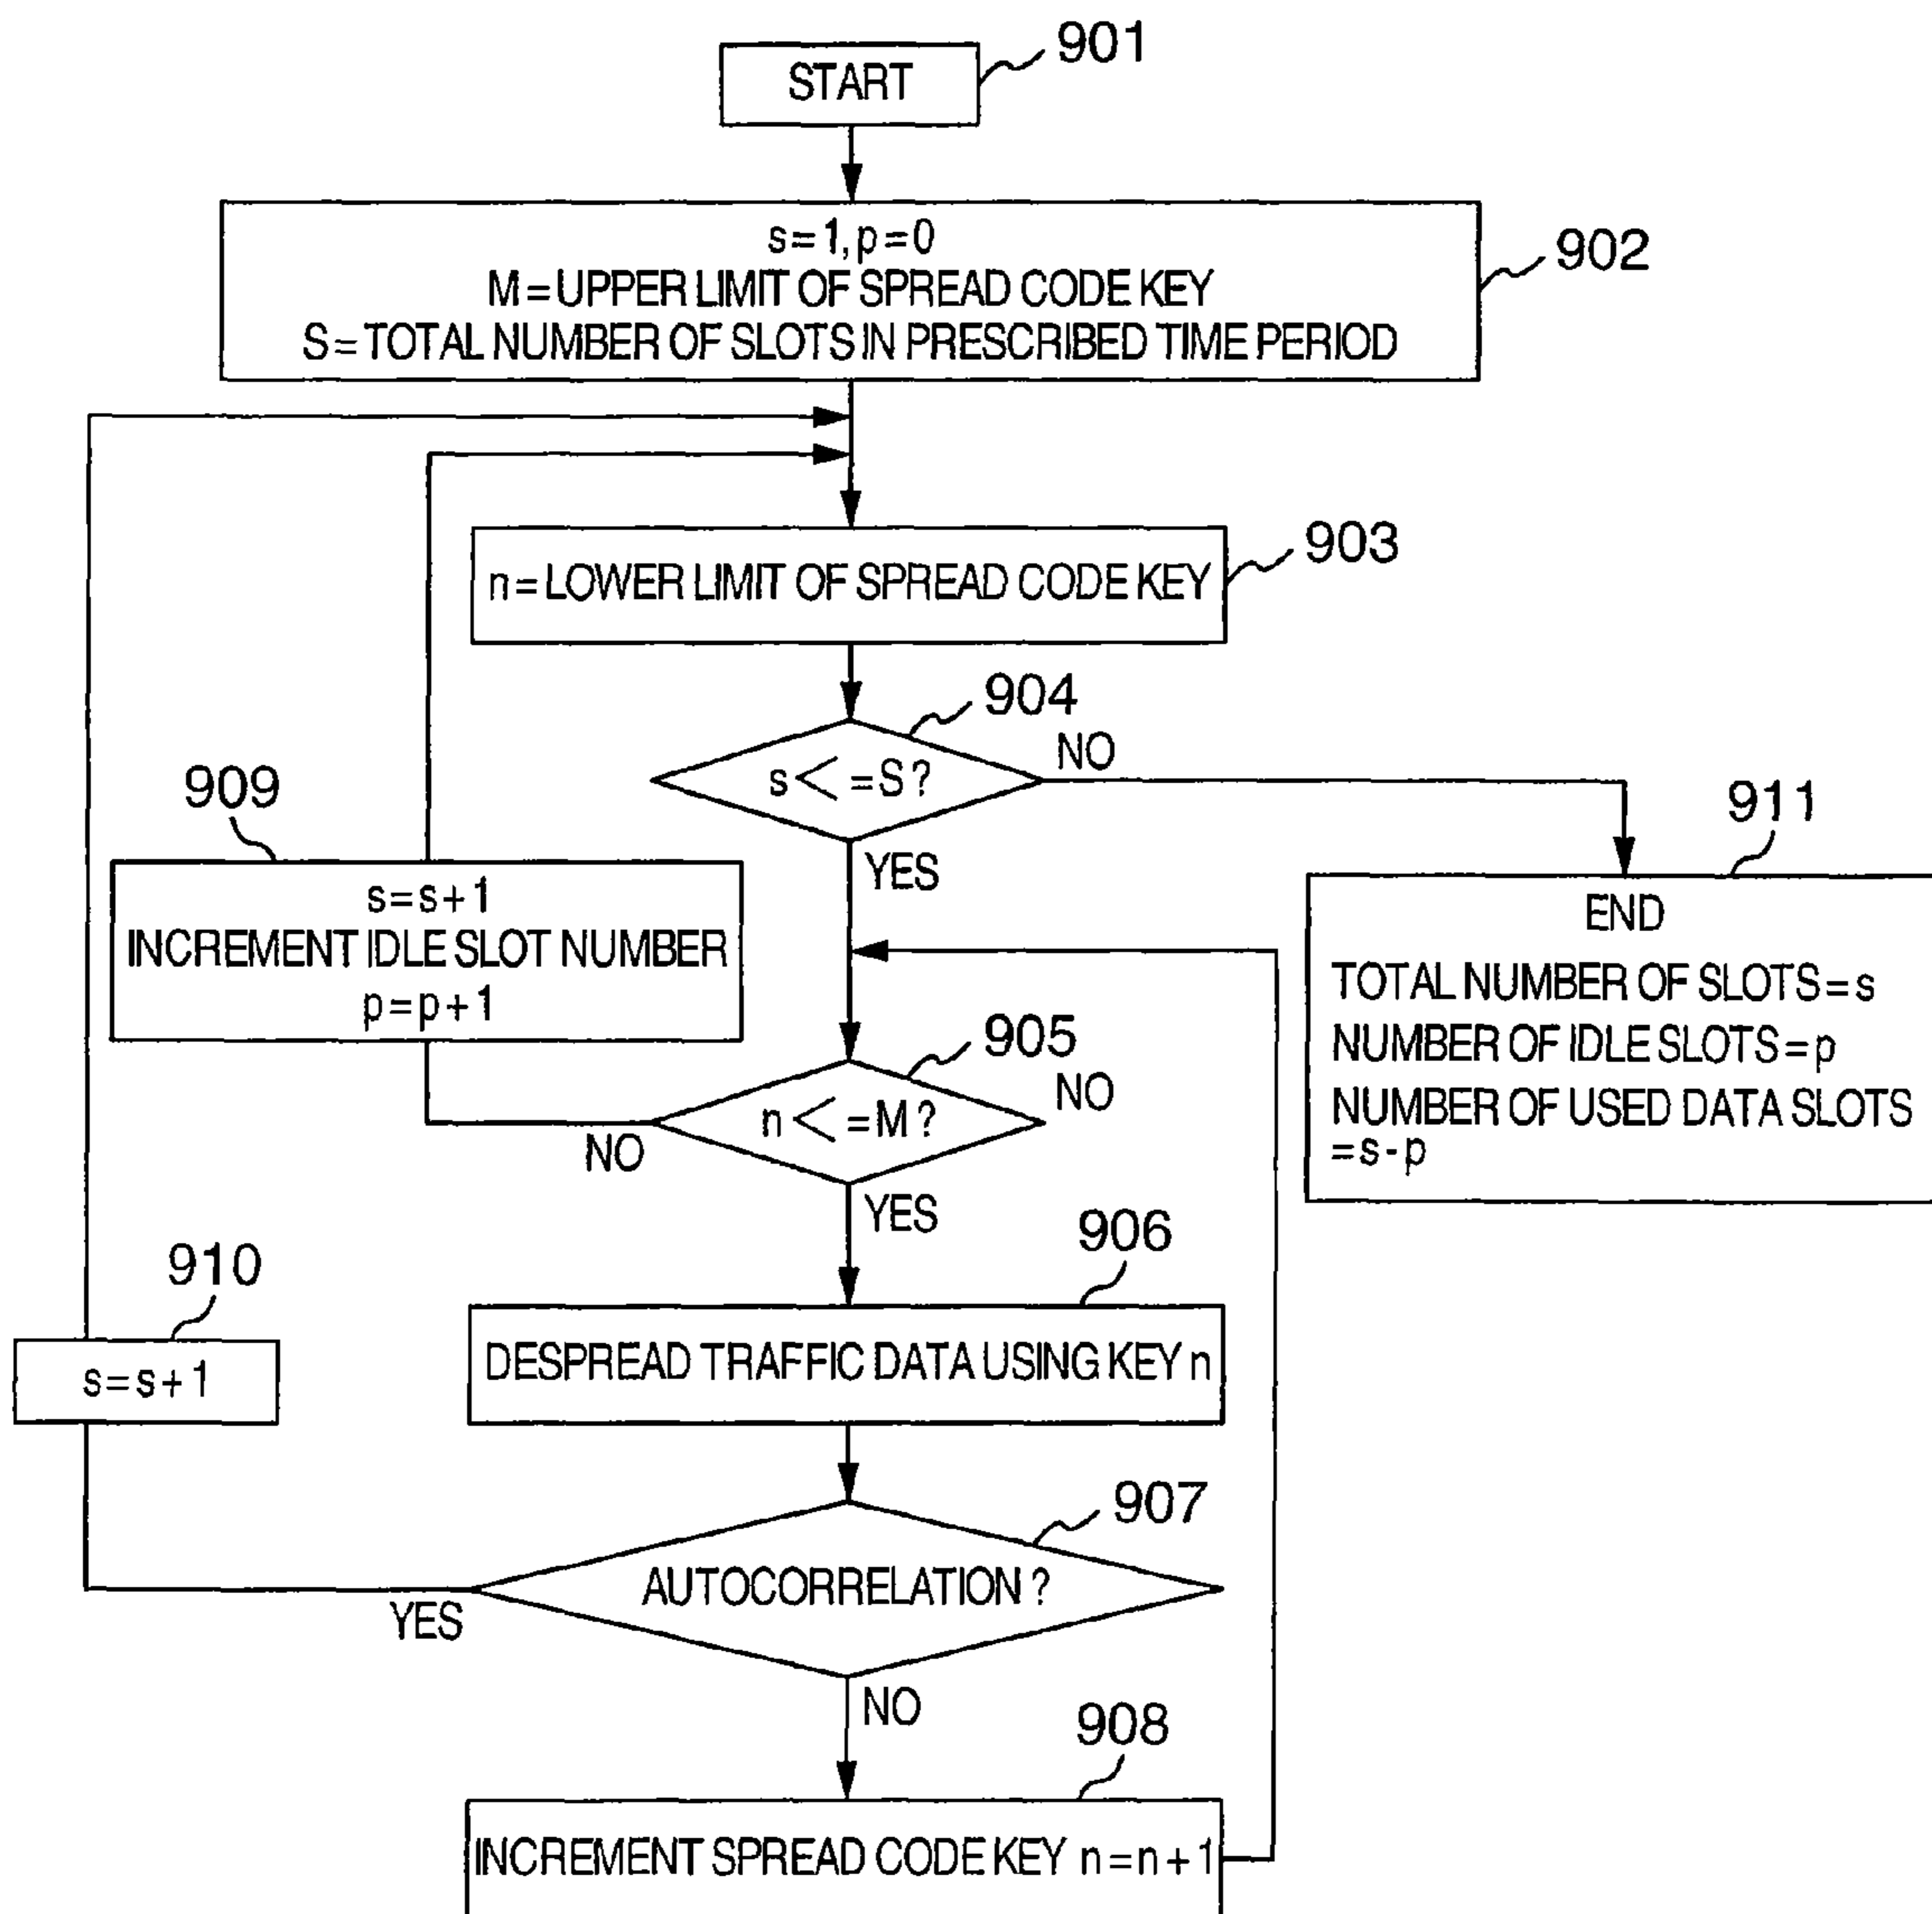 901
START
902
s=1, p=0
M=UPPER LIMIT OF SPREAD CODE KEY
S=TOTAL NUMBER OF SLOTS IN PRESCRIBED TIME PERIOD
903
n=LOWER LIMIT OF SPREAD CODE KEY
904
s<=S?
NO
YES
909
s=s+1
INCREMENT IDLE SLOT NUMBER
p=p+1
911
END
TOTAL NUMBER OF SLOTS=s
NUMBER OF IDLE SLOTS=p
NUMBER OF USED DATA SLOTS
=s-p
905
n<=M?
NO
NO
YES
906
DESPREAD TRAFFIC DATA USING KEY n
910
s=s+1
907
AUTOCORRELATION?
YES
NO
908
INCREMENT SPREAD CODE KEY n=n+1